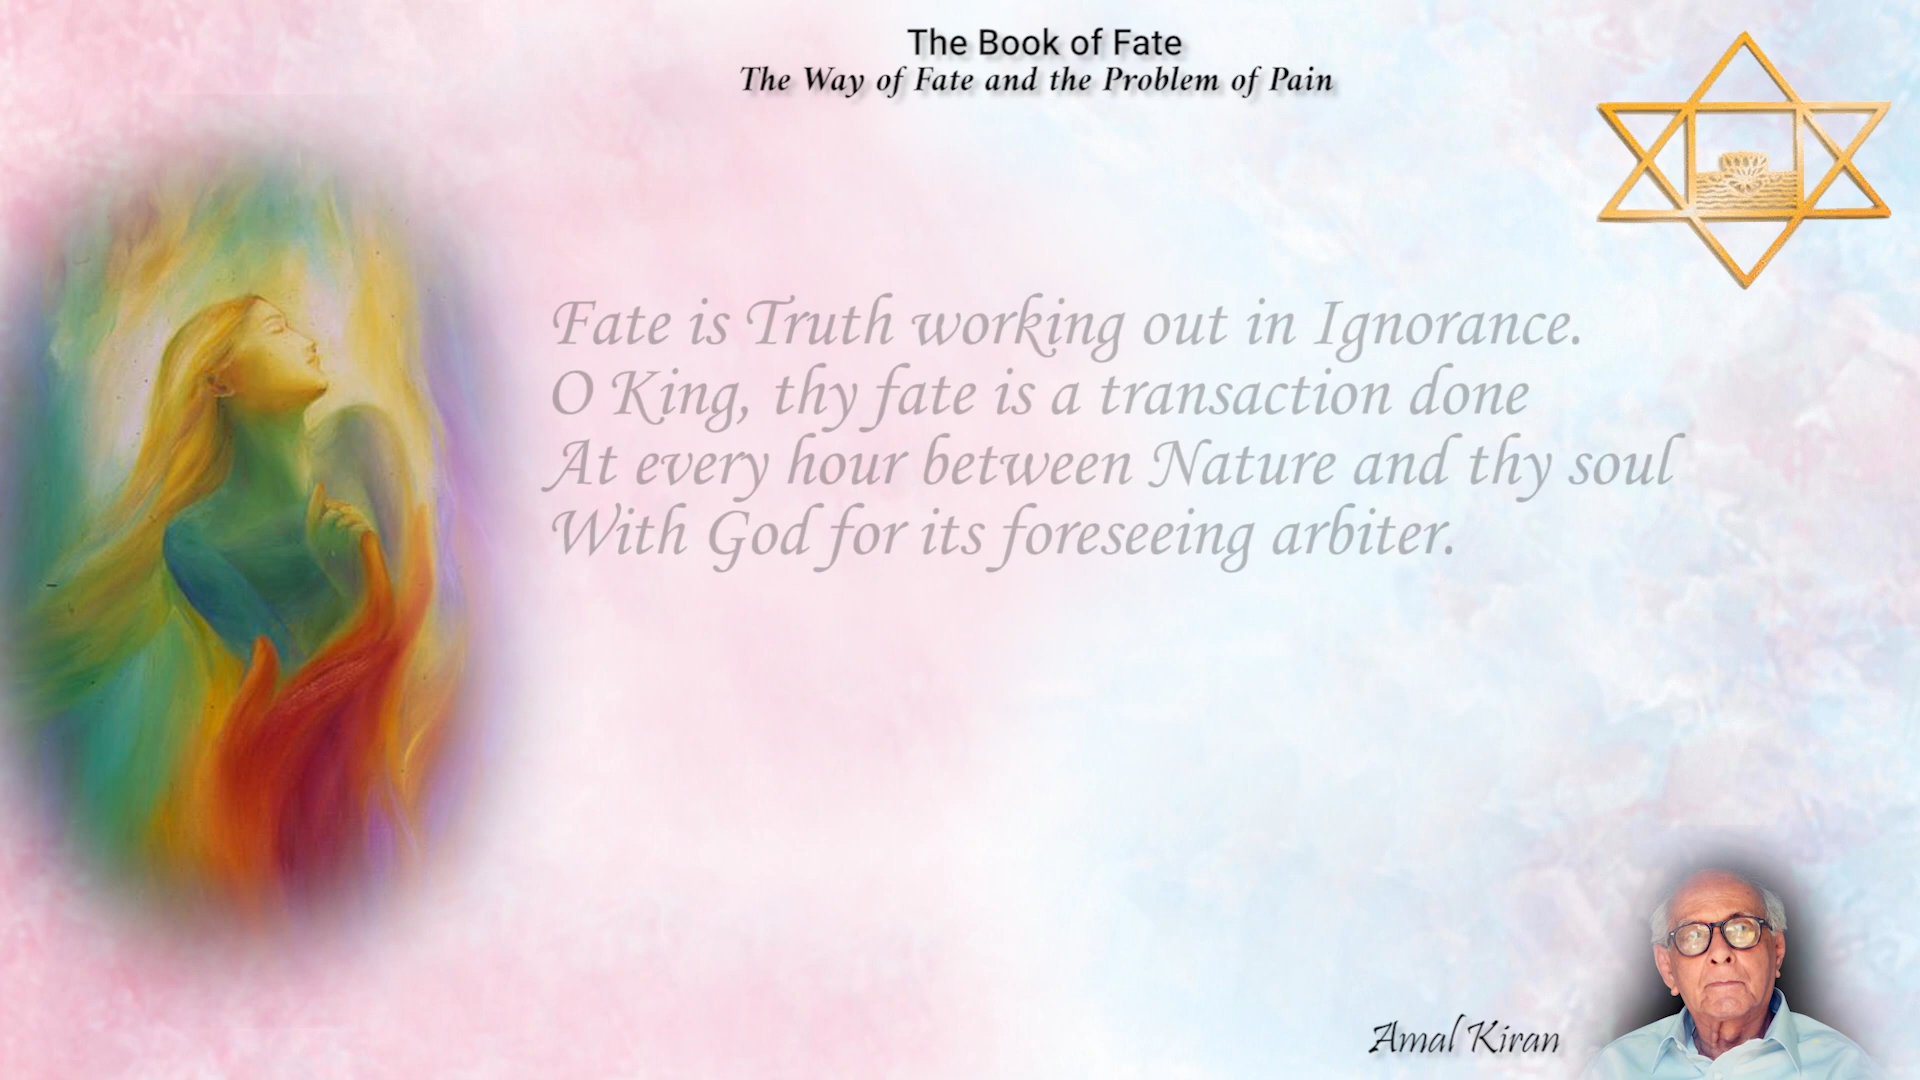 The Book of Fate
The Way of Fate and the Problem of Pain
Fate is Truth working out in Ignorance.
O King, thy fate is a transaction done
At every hour between Nature and thy soul
With God for its foreseeing arbiter.
Amal Kiran